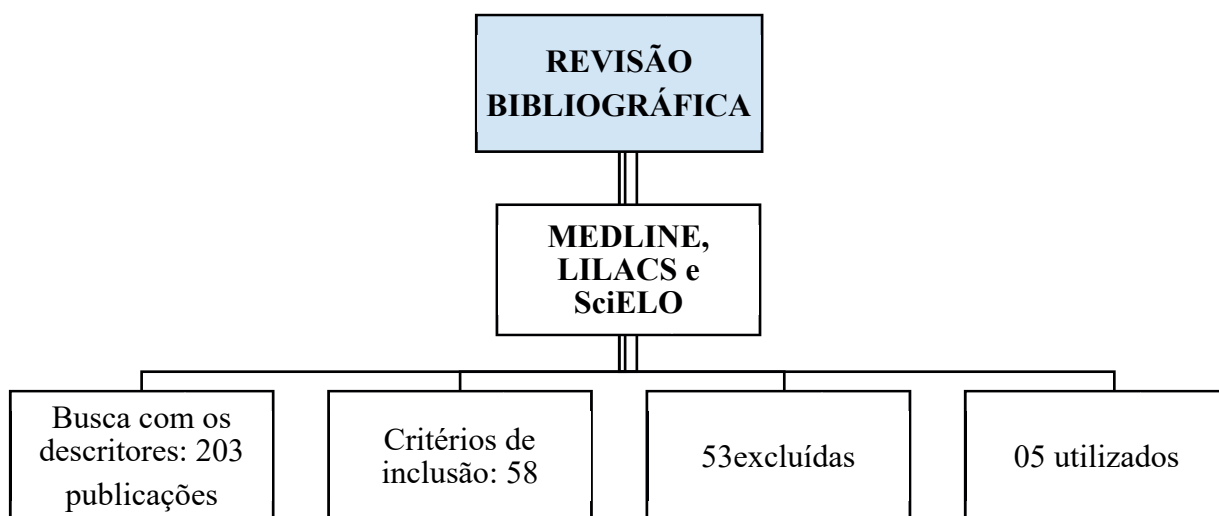 REVISÃO
BIBLIOGRÁFICA
MEDLINE,
LILACS e
SciELO
Busca com os
descritores: 203
publicações
Critérios de
inclusão: 58
53excluídas
05 utilizados